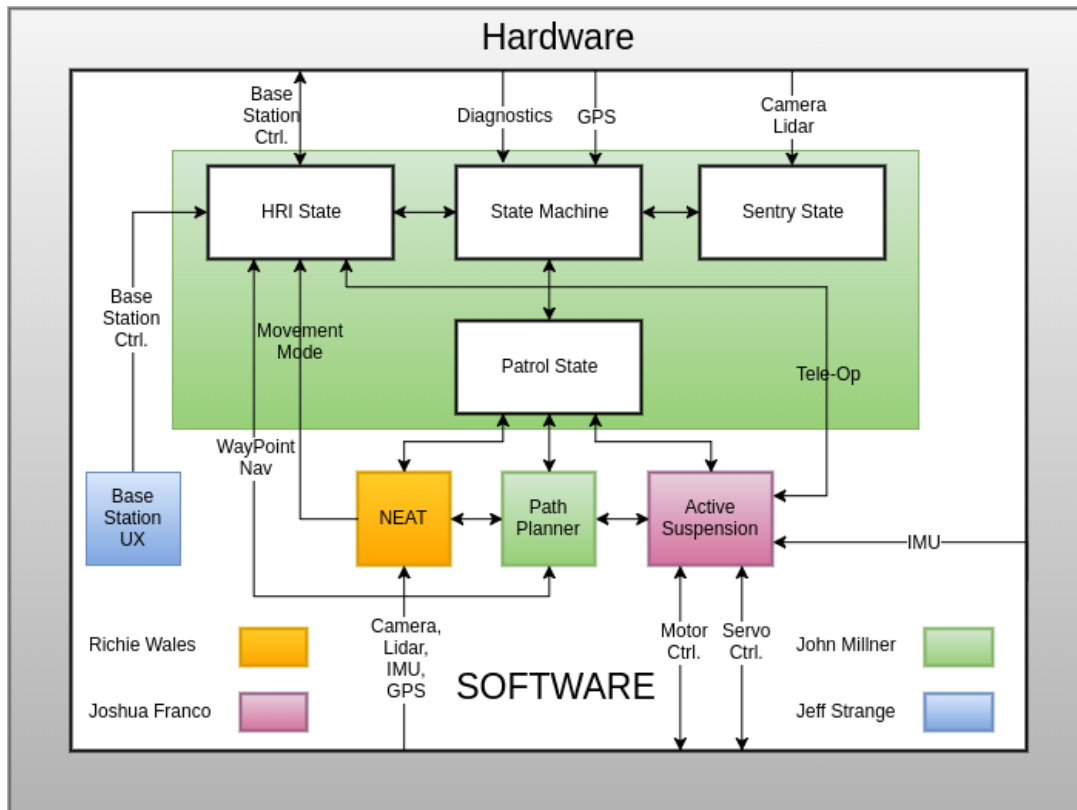 Hardware
Base
Station
Ctrl.
Diagnostics
GPS
Camera
Lidar
HRI State
State Machine
Sentry State
Base
Station
Ctrl.
Movement
Mode
Patrol State
Tele-Op
WayPoint
Nav
Base
Station
UX
NEAT
Path
Planner
Active
Suspension
IMU
Camera,
Lidar,
IMU,
GPS
Motor
Ctrl.
Servo
Ctrl.
Richie Wales
John Millner
SOFTWARE
Joshua Franco
Jeff Strange